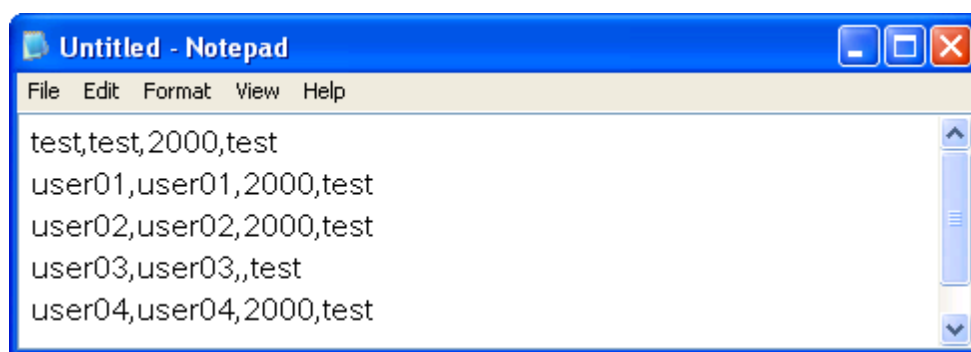 Untitled - Notepad
File Edit Format View Help
test,test,2000,test
user01,user01,2000,test
user02,user02,2000,test
user03,user03,,test
user04,user04,2000,test